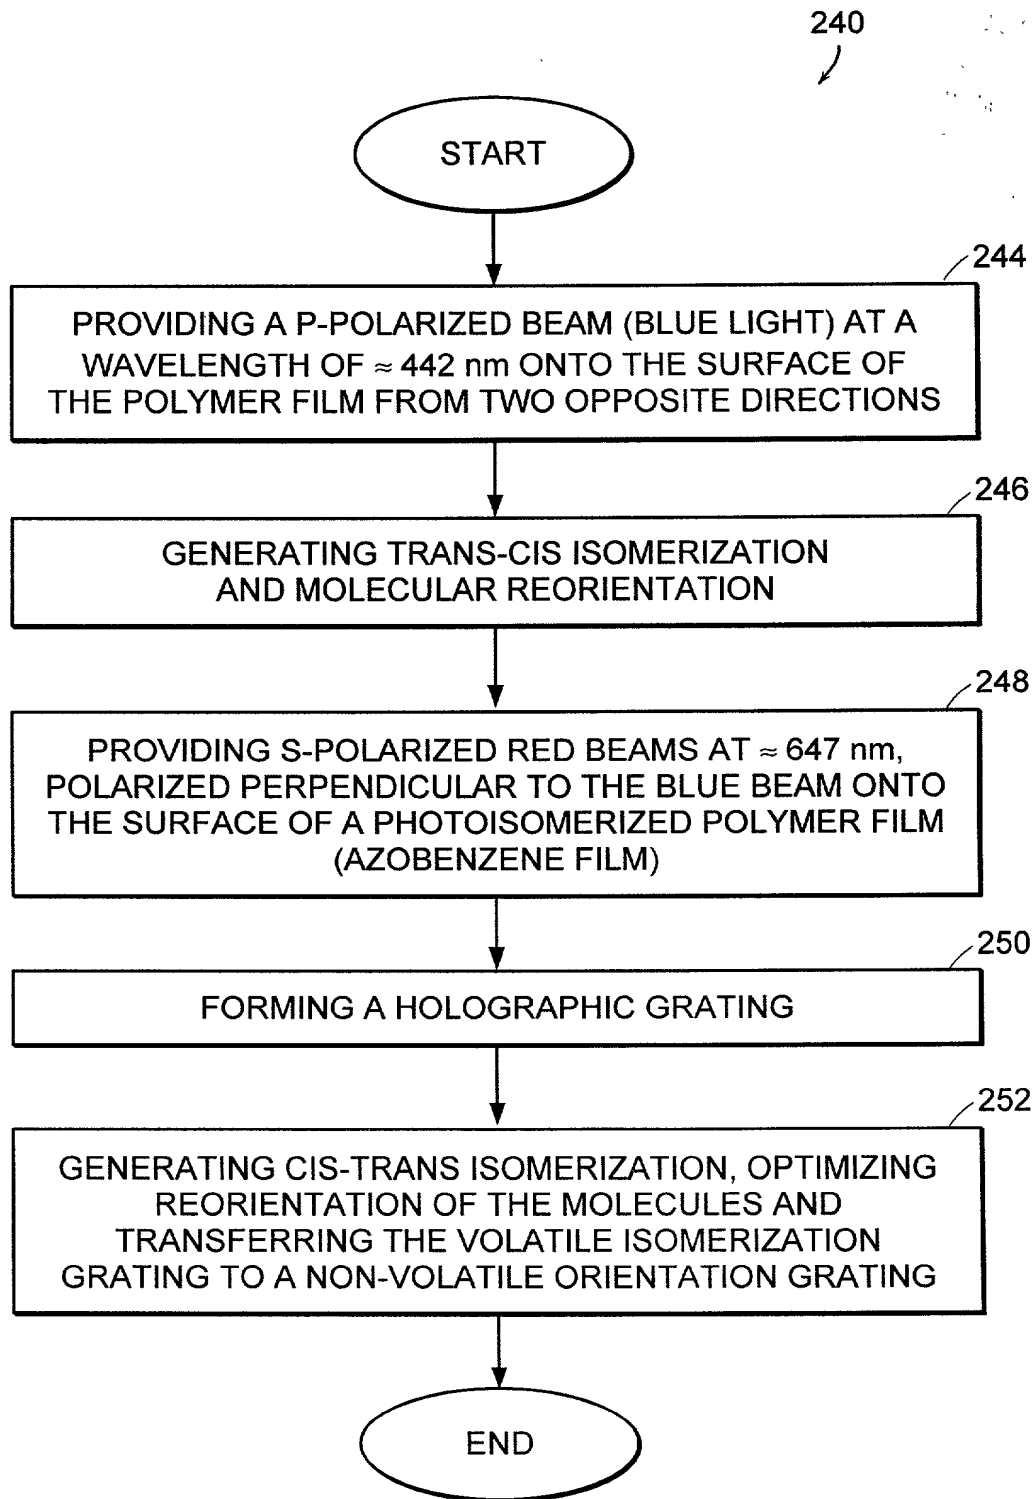 240
START
244
PROVIDING A P-POLARIZED BEAM (BLUE LIGHT) AT A
WAVELENGTH OF ≈ 442 nm ONTO THE SURFACE OF
THE POLYMER FILM FROM TWO OPPOSITE DIRECTIONS
246
GENERATING TRANS-CIS ISOMERIZATION
AND MOLECULAR REORIENTATION
248
PROVIDING S-POLARIZED RED BEAMS AT ≈ 647 nm,
POLARIZED PERPENDICULAR TO THE BLUE BEAM ONTO
THE SURFACE OF A PHOTOISOMERIZED POLYMER FILM
(AZOBENZENE FILM)
250
FORMING A HOLOGRAPHIC GRATING
252
GENERATING CIS-TRANS ISOMERIZATION, OPTIMIZING
REORIENTATION OF THE MOLECULES AND
TRANSFERRING THE VOLATILE ISOMERIZATION
GRATING TO A NON-VOLATILE ORIENTATION GRATING
END